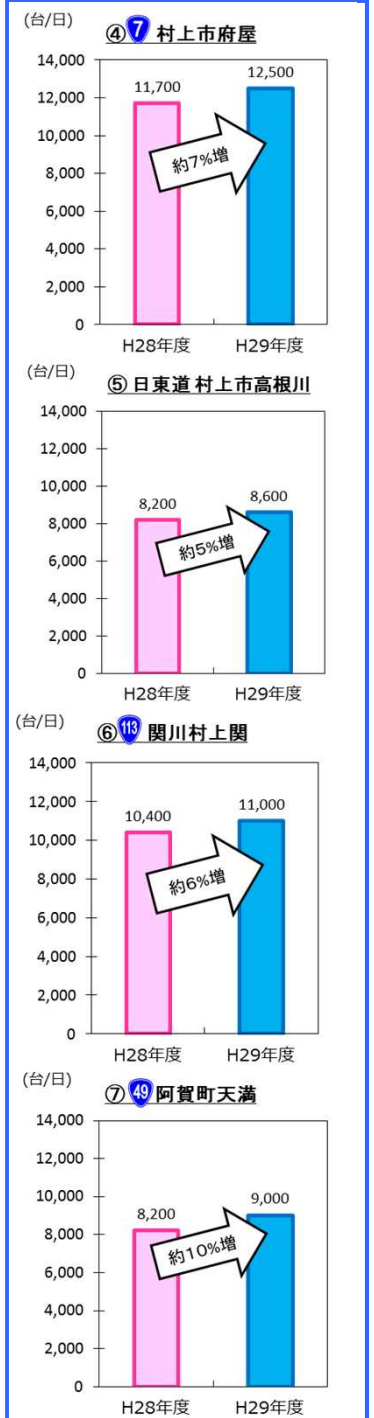 (台/日)
④ 7 村上市府屋
14,000
12,000
10,000
8,000
6,000
4,000
2,000
0
11,700
12,500
約7%増
H28年度 H29年度
(台/日)
⑤ 日東道 村上市高根川
14,000
12,000
10,000
8,000
6,000
4,000
2,000
0
8,200
8,600
約5%増
H28年度 H29年度
(台/日)
⑥ 113 関川村上関
14,000
12,000
10,000
8,000
6,000
4,000
2,000
0
10,400
11,000
約6%増
H28年度 H29年度
(台/日)
⑦ 49 阿賀町天満
14,000
12,000
10,000
8,000
6,000
4,000
2,000
0
8,200
9,000
約10%増
H28年度 H29年度